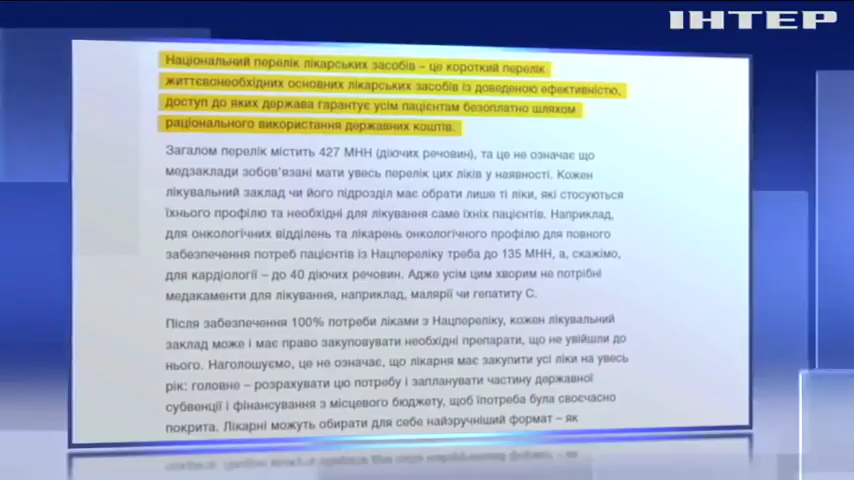 ІНТЕР
Національний перелік лікарських засобів – це короткий перелік
життєвонеобхідних основних лікарських засобів із доведеною ефективністю,
доступ до яких держава гарантує усім пацієнтам безоплатно шляхом
раціонального використання державних коштів.
Загалом перелік містить 427 МНН (діючих речовин), та це не означає що
медзаклади зобов'язані мати увесь перелік цих ліків у наявності. Кожен
лікувальний заклад чи його підрозділ має обрати лише ті ліки, які стосуються
їхнього профілю та необхідні для лікування саме їхніх пацієнтів. Наприклад,
для онкологічних відділень та лікарень онкологічного профілю для повного
забезпечення потреб пацієнтів із Нацпереліку треба до 135 МНН, а, скажімо,
для кардіології – до 40 діючих речовин. Адже усім цим хворим не потрібні
медакаменти для лікування, наприклад, малярії чи гепатиту С.
Після забезпечення 100% потреби ліками з Нацпереліку, кожен лікувальний
заклад може і має право закуповувати необхідні препарати, що не увійшли до
нього. Наголошуємо, це не означає, що лікарня має закупити усі ліки на увесь
рік: головне – розрахувати цю потребу і запланувати частину державної
субвенції і фінансування з місцевого бюджету, щоб їпотреба була своєчасно
покрита. Лікарні можуть обирати для себе найзручніший формат – як